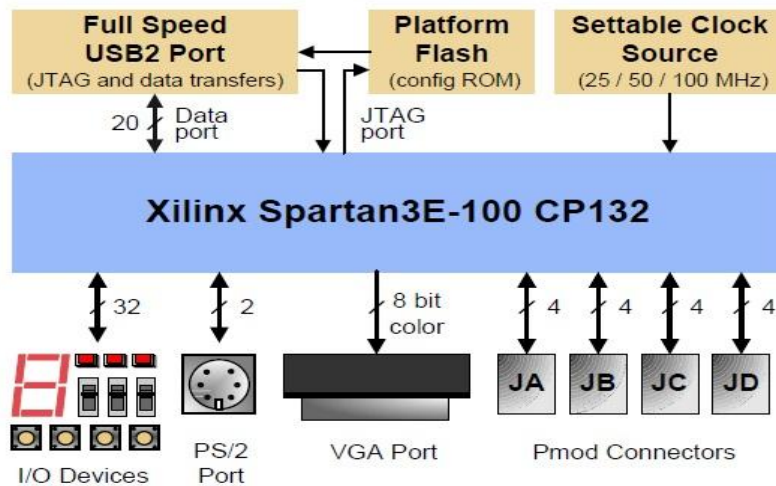 Full Speed
USB2 Port
(JTAG and data transfers)
Platform
Flash
(config ROM)
Settable Clock
Source
(25 / 50 / 100 MHz)
20
Data
port
JTAG
port
Xilinx Spartan3E-100 CP132
32
2
8 bit
color
4
4
4
4
JA
JB
JC
JD
I/O Devices
PS/2
Port
VGA Port
Pmod Connectors